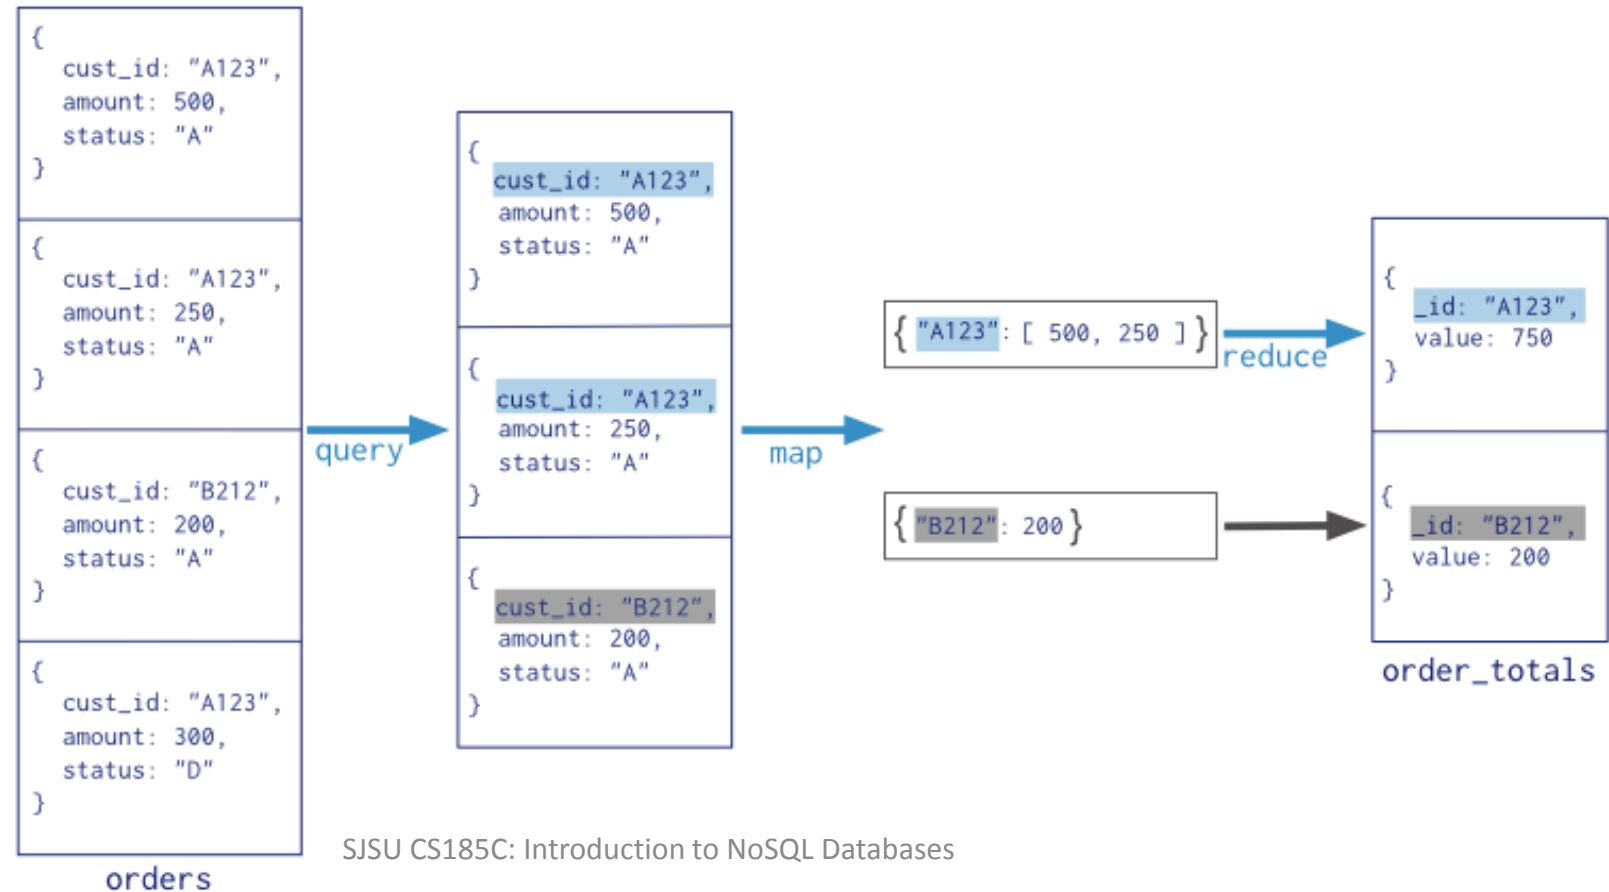 {
cust_id: "A123",
amount: 500,
status: "A"
}
{
cust_id: "A123",
amount: 250,
status: "A"
}
{
cust_id: "B212",
amount: 200,
status: "A"
}
{
cust_id: "A123",
amount: 300,
status: "D"
}
orders
query
{
cust_id: "A123",
amount: 500,
status: "A"
}
{
cust_id: "A123",
amount: 250,
status: "A"
}
{
cust_id: "B212",
amount: 200,
status: "A"
}
map
{ "A123": [ 500, 250 ] }
{ "B212": 200 }
reduce
{
_id: "A123",
value: 750
}
{
_id: "B212",
value: 200
}
order_totals
SJSU CS185C: Introduction to NoSQL Databases